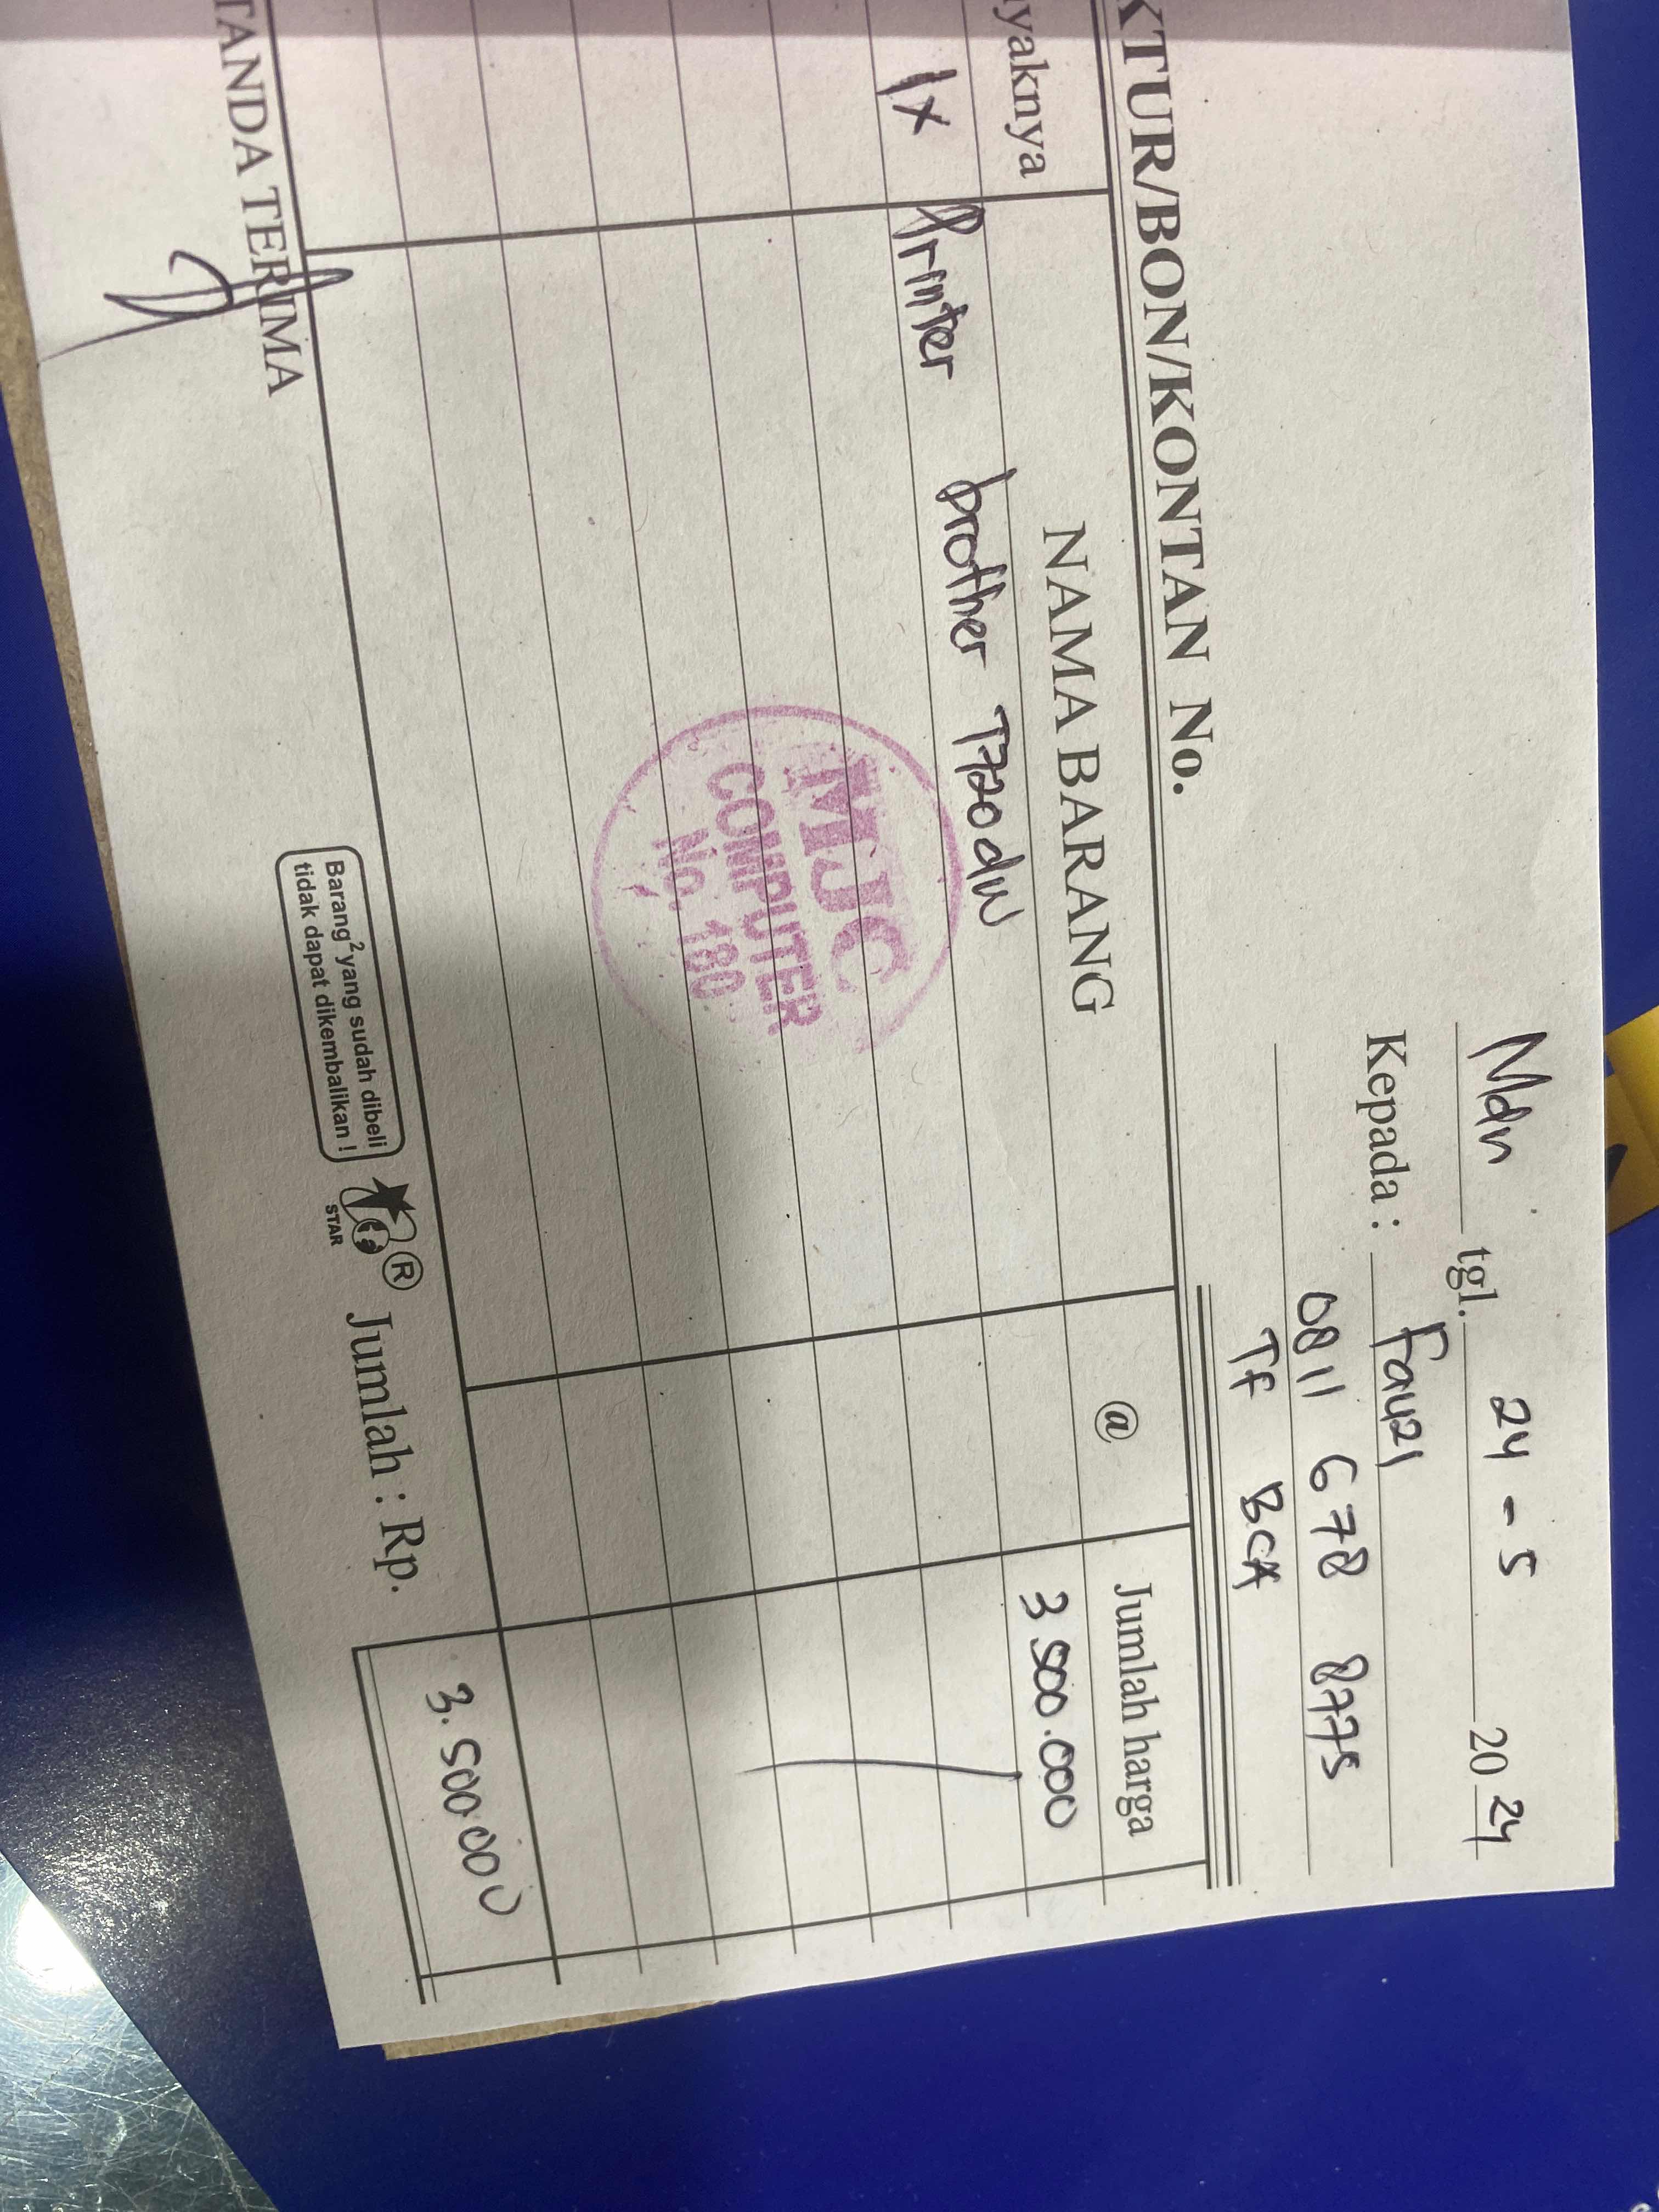 Mdn tgl. 24 - 5 2024
Kepada : Fauzi
0811 678 8775
TF BCA
KTUR/BON/KONTAN No.
yaknya NAMA BARANG @ Jumlah harga
1x Printer brother T720dw 3 500.000
MJC
COMPUTER
No. 180
TANDA TERIMA
Barang² yang sudah dibeli
tidak dapat dikembalikan !
STAR
®
Jumlah : Rp. 3.500.000